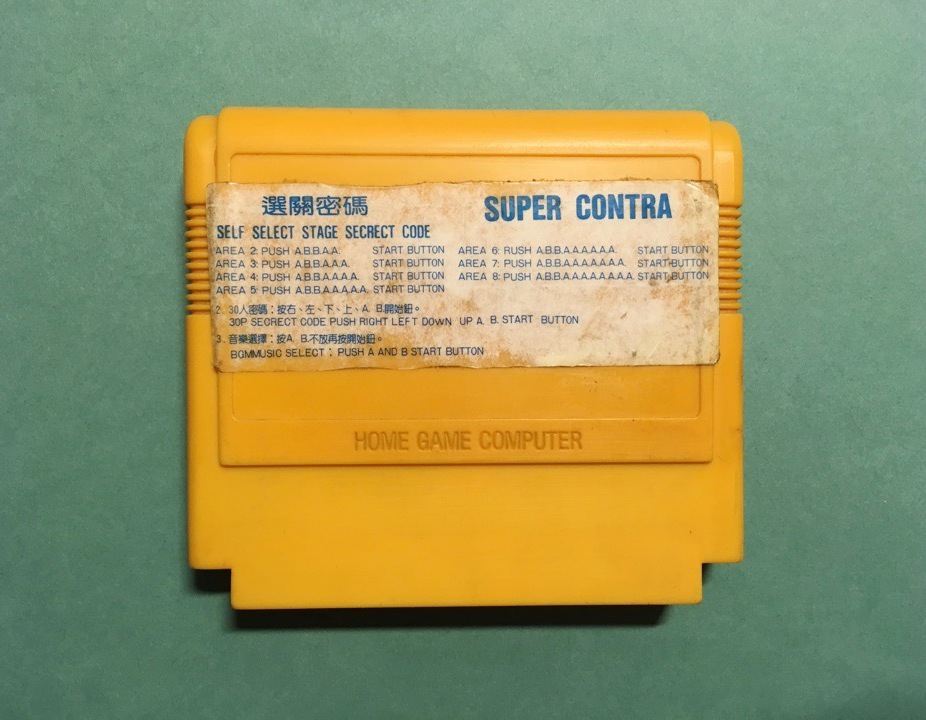 選關密碼
SUPER CONTRA
SELF SELECT STAGE SECRECT CODE
AREA 2: PUSH A.B.B.A.A. START BUTTON
AREA 3: PUSH A.B.B.A.A.A. START BUTTON
AREA 4: PUSH A.B.B.A.A.A.A. START BUTTON
AREA 5: PUSH A.B.B.A.A.A.A.A. START BUTTON
AREA 6: RUSH A.B.B.A.A.A.A.A.A. START BUTTON
AREA 7: PUSH A.B.B.A.A.A.A.A.A.A. START BUTTON
AREA 8: PUSH A.B.B.A.A.A.A.A.A.A.A. START BUTTON
2. 30人密碼：按右、左、下、上、A. B.開始鈕。
30P SECRECT CODE PUSH RIGHT LEFT DOWN UP A. B. START BUTTON
3. 音樂選擇：按A. B.不放再按開始鈕。
BGMMUSIC SELECT : PUSH A AND B START BUTTON
HOME GAME COMPUTER